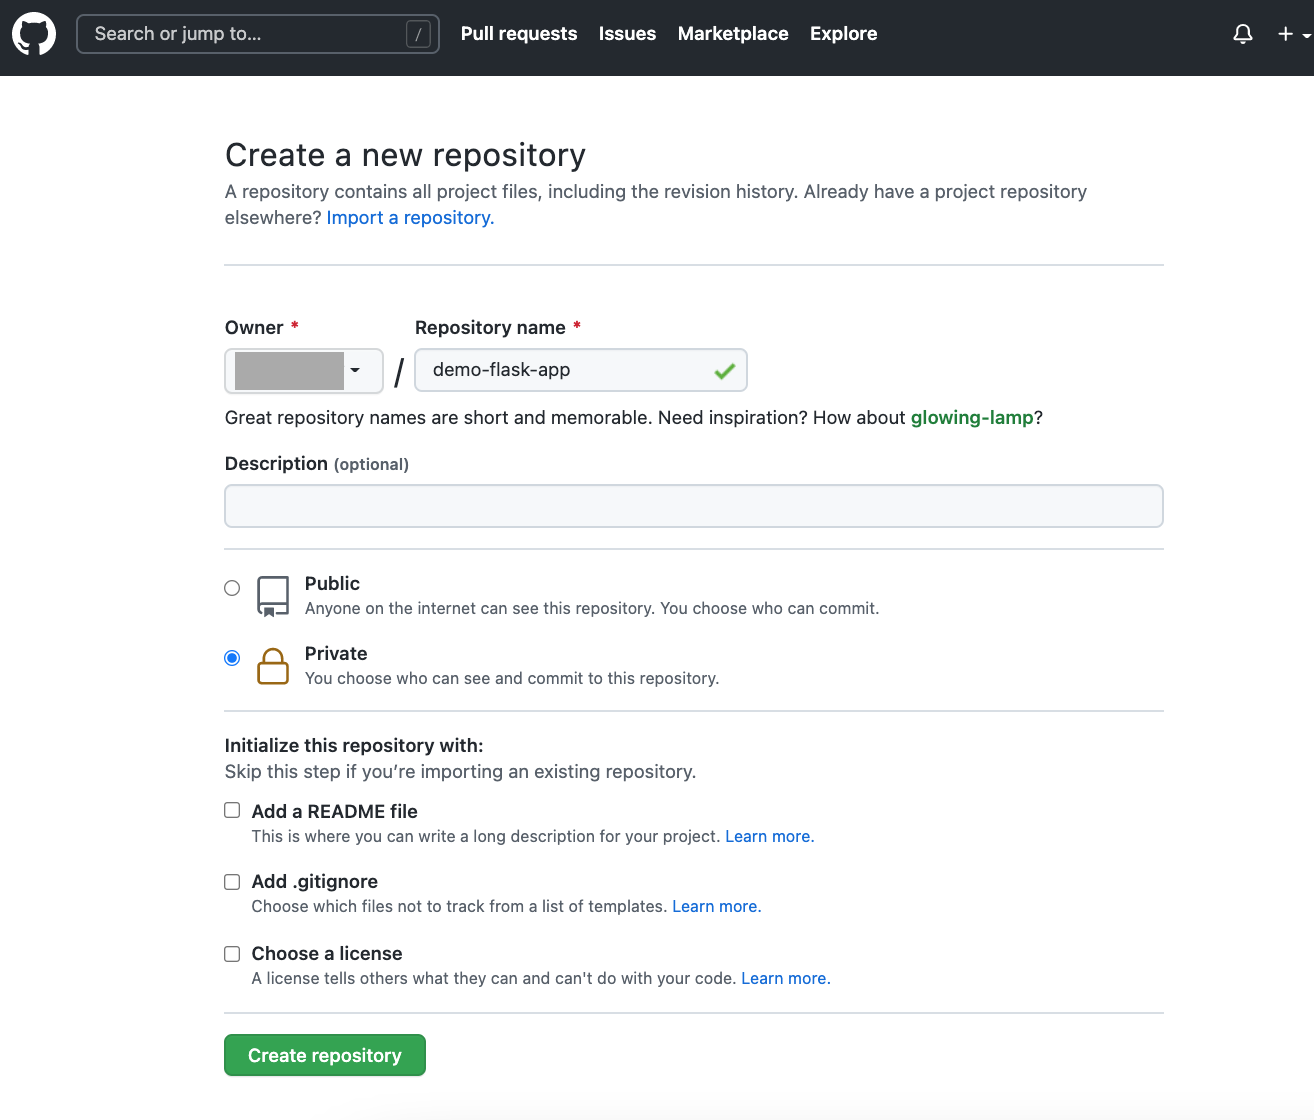 Search or jump to... /
Pull requests Issues Marketplace Explore
Create a new repository
A repository contains all project files, including the revision history. Already have a project repository
elsewhere? Import a repository.
Owner * Repository name *
/ demo-flask-app
Great repository names are short and memorable. Need inspiration? How about glowing-lamp?
Description (optional)
Public
Anyone on the internet can see this repository. You choose who can commit.
Private
You choose who can see and commit to this repository.
Initialize this repository with:
Skip this step if you’re importing an existing repository.
Add a README file
This is where you can write a long description for your project. Learn more.
Add .gitignore
Choose which files not to track from a list of templates. Learn more.
Choose a license
A license tells others what they can and can't do with your code. Learn more.
Create repository